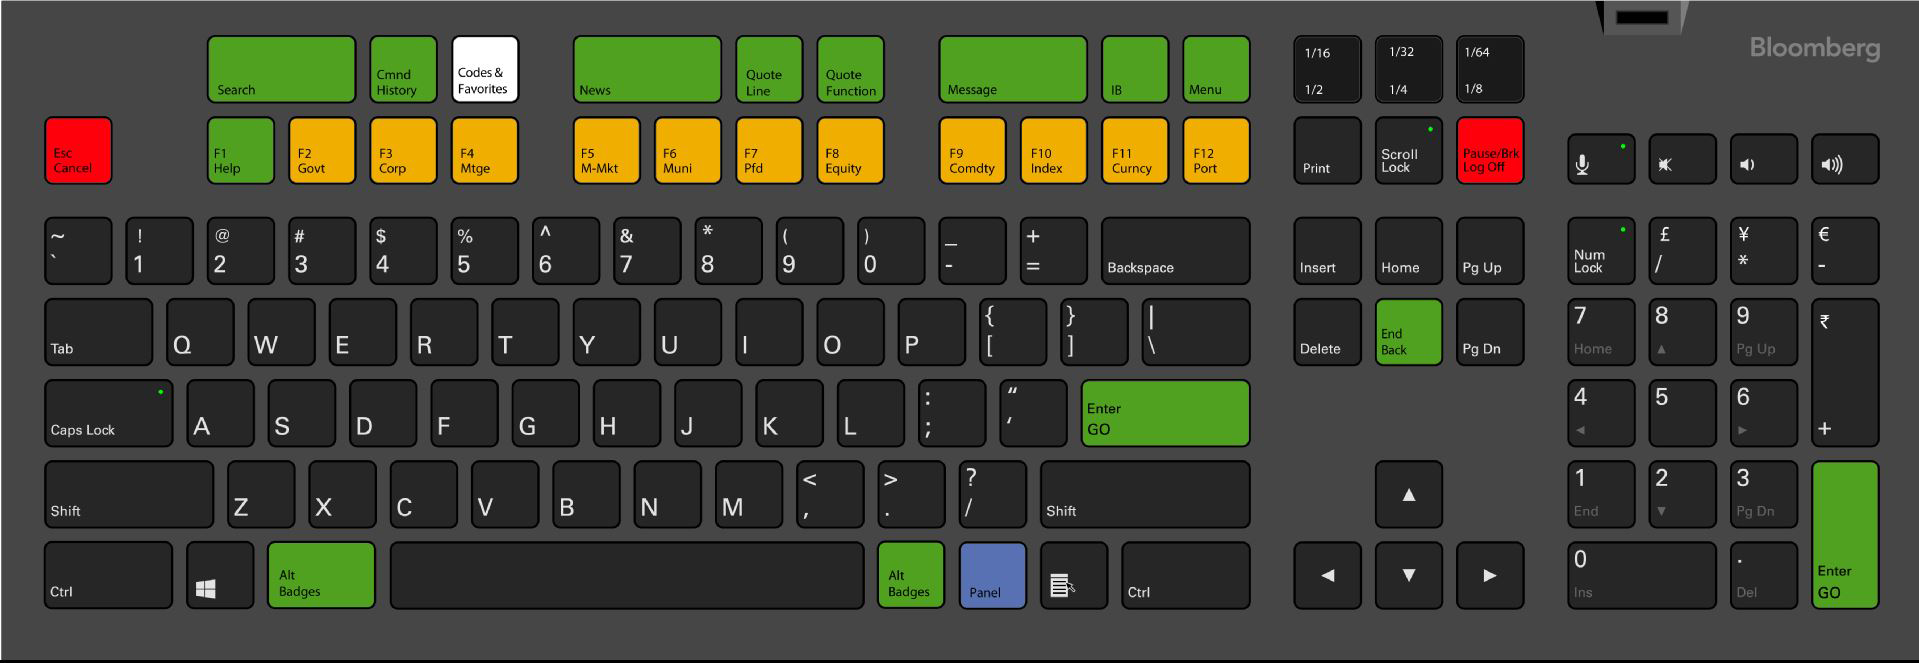 Bloomberg
Search
Cmnd
History
Codes &
Favorites
News
Quote
Line
Quote
Function
Message
IB
Menu
1/16
1/2
1/32
1/4
1/64
1/8
Esc
Cancel
F1
Help
F2
Govt
F3
Corp
F4
Mtge
F5
M-Mkt
F6
Muni
F7
Pfd
F8
Equity
F9
Comdty
F10
Index
F11
Curncy
F12
Port
Print
Scroll
Lock
Pause/Brk
Log Off
~
`
!
1
@
2
#
3
$
4
%
5
^
6
&
7
*
8
(
9
)
0
_
-
+
=
Backspace
Insert
Home
Pg Up
Num
Lock
£
/
¥
*
€
-
Tab
Q
W
E
R
T
Y
U
I
O
P
{
[
}
]
|
\
Delete
End
Back
Pg Dn
7
Home
8
▲
9
Pg Up
₹
+
Caps Lock
A
S
D
F
G
H
J
K
L
:
;
“
‘
Enter
GO
4
◄
5
6
►
Shift
Z
X
C
V
B
N
M
<
,
>
.
?
/
Shift
▲
1
End
2
▼
3
Pg Dn
Enter
GO
Ctrl
Alt
Badges
Alt
Badges
Panel
Ctrl
◄
▼
►
0
Ins
.
Del